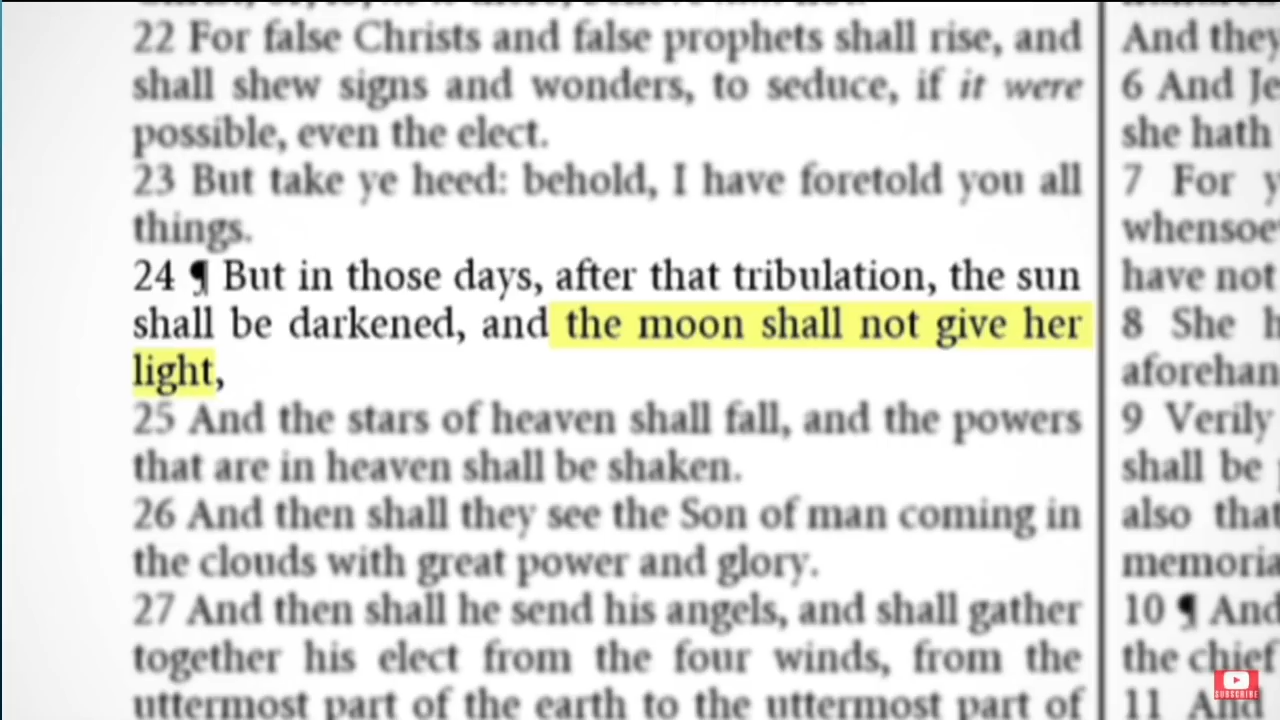 22 For false Christs and false prophets shall rise, and
shall shew signs and wonders, to seduce, if it were
possible, even the elect.
23 But take ye heed: behold, I have foretold you all
things.
24 ¶ But in those days, after that tribulation, the sun
shall be darkened, and the moon shall not give her
light,
25 And the stars of heaven shall fall, and the powers
that are in heaven shall be shaken.
26 And then shall they see the Son of man coming in
the clouds with great power and glory.
27 And then shall he send his angels, and shall gather
together his elect from the four winds, from the
uttermost part of the earth to the uttermost part of
And they
6 And Je
she hath
7 For y
whensoe
have not
8 She h
aforehan
9 Verily
shall be
also that
memoria
10 ¶ And
the chief
11 And
SUBSCRIBE